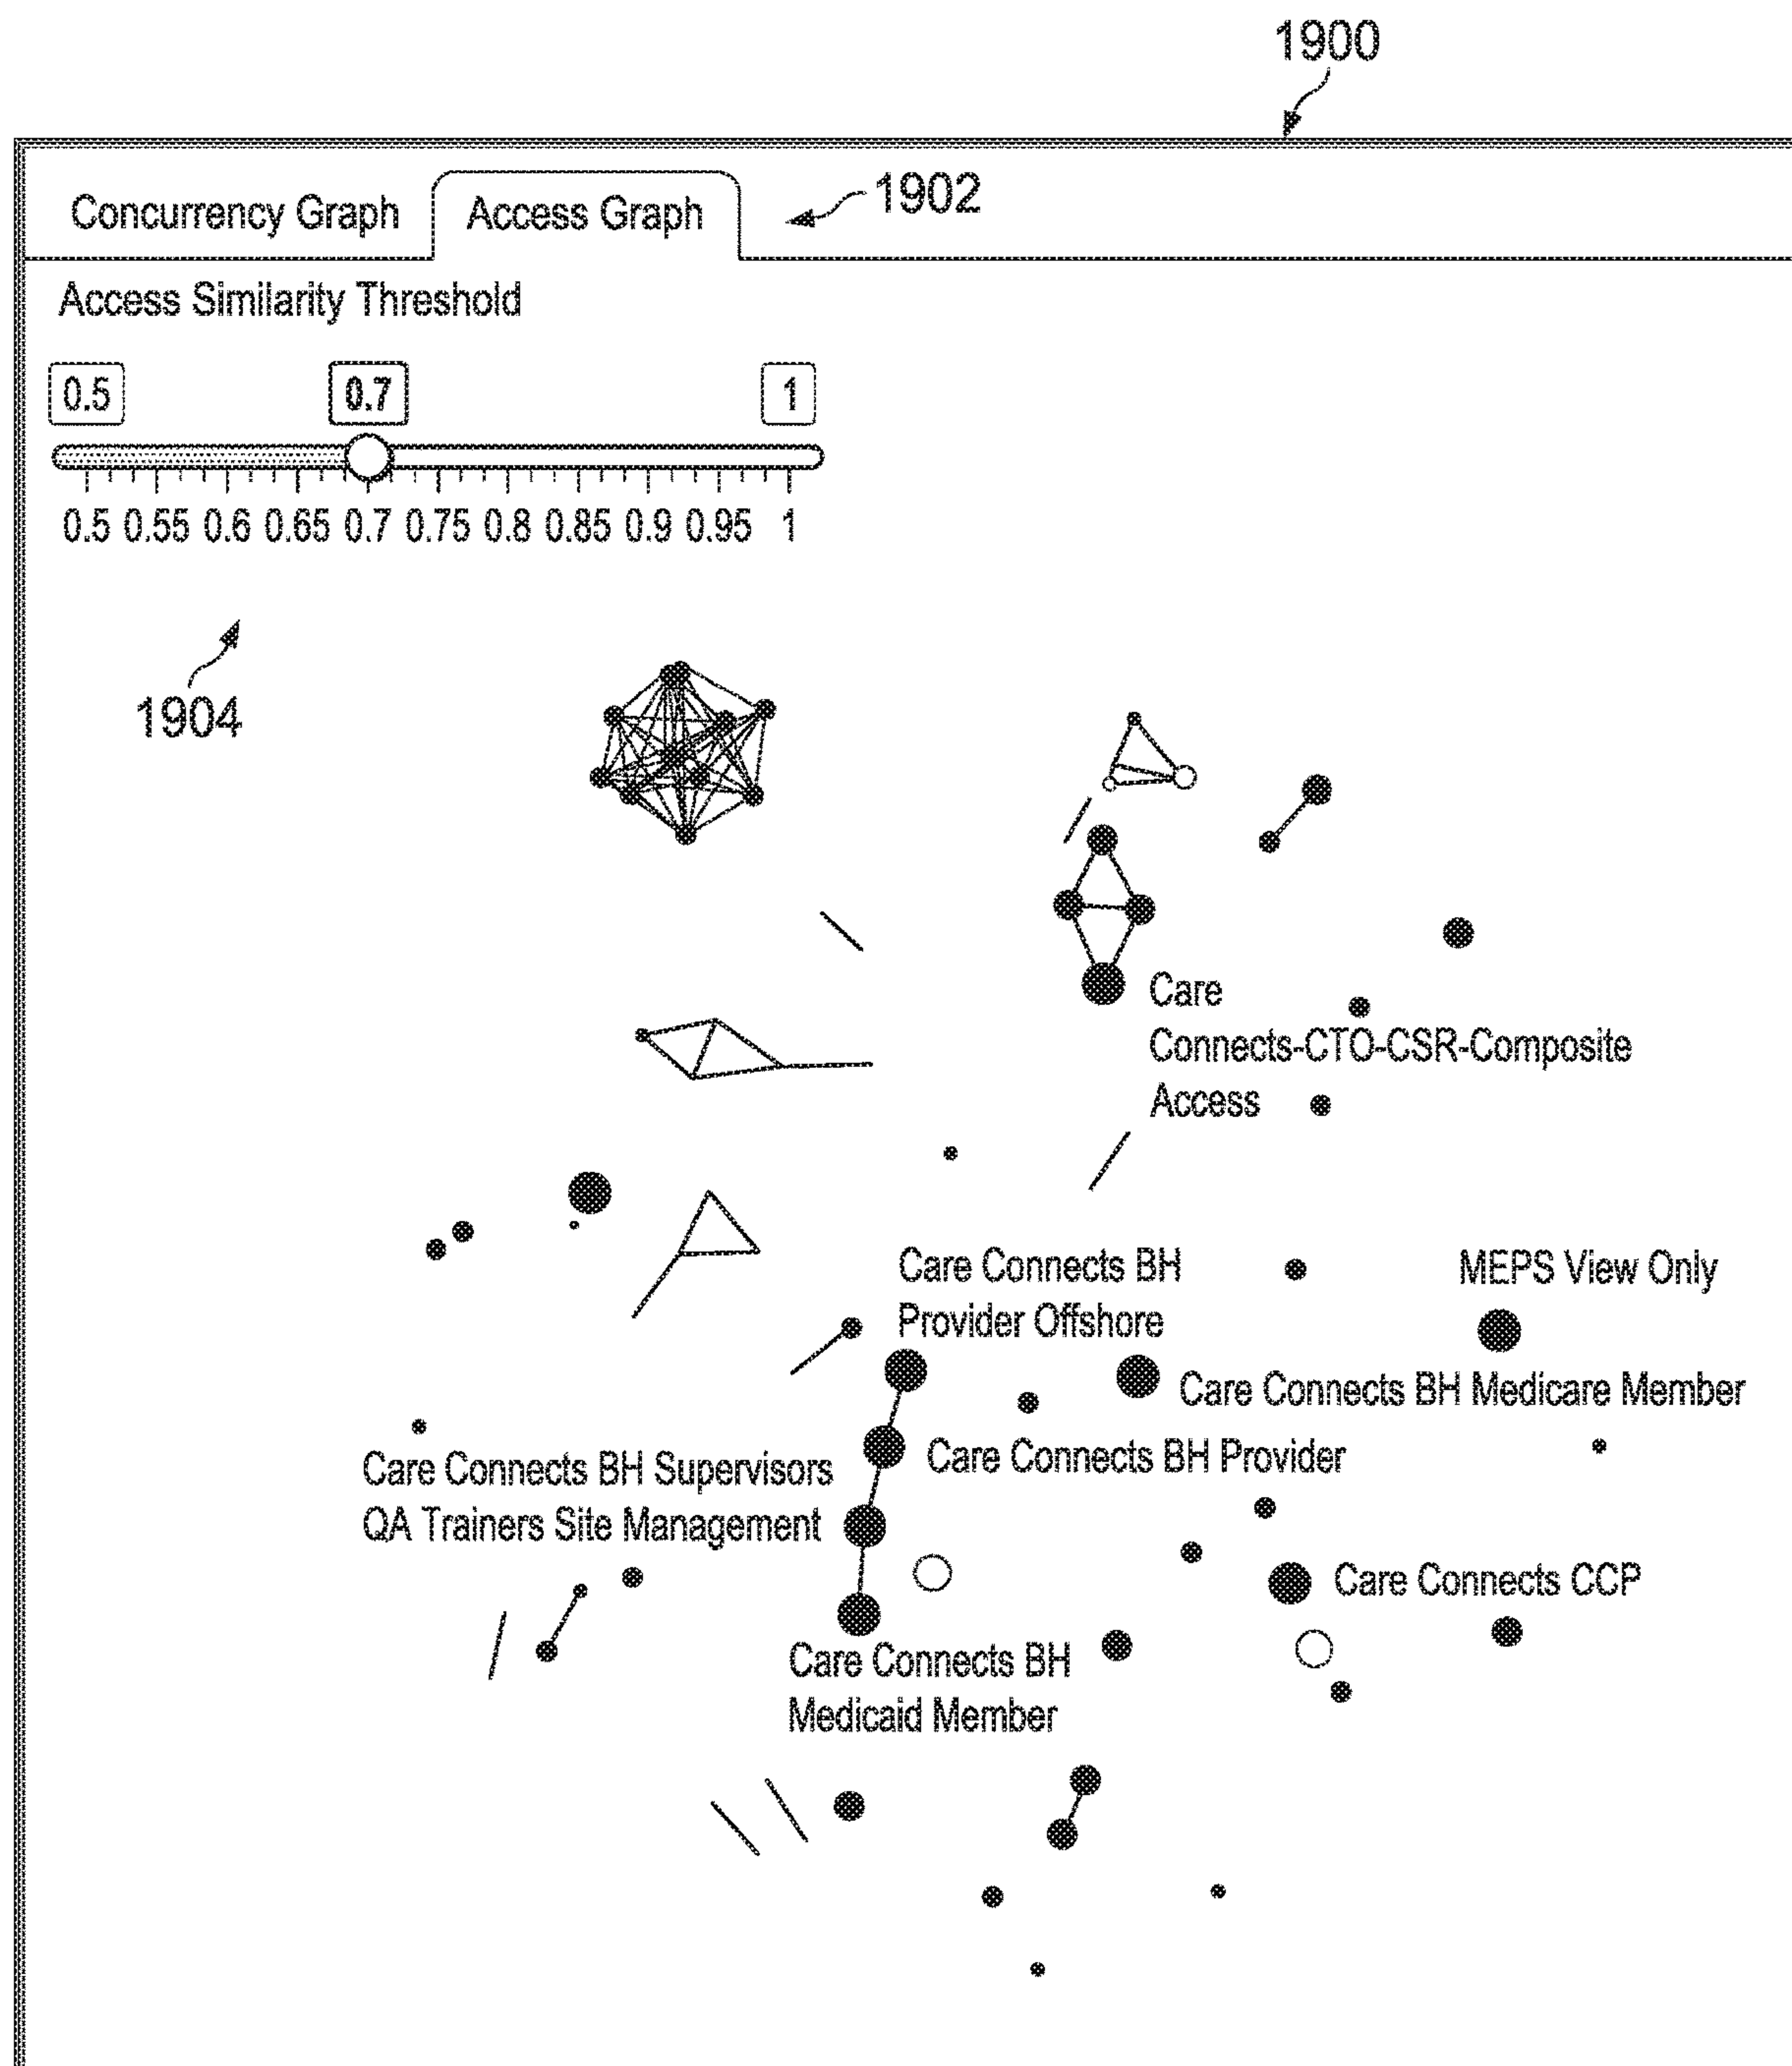 1900
Concurrency Graph
Access Graph
1902
Access Similarity Threshold
0.5
0.7
1
0.5 0.55 0.6 0.65 0.7 0.75 0.8 0.85 0.9 0.95 1
1904
Care
Connects-CTO-CSR-Composite
Access
Care Connects BH
Provider Offshore
MEPS View Only
Care Connects BH Medicare Member
Care Connects BH Provider
Care Connects BH Supervisors
QA Trainers Site Management
Care Connects CCP
Care Connects BH
Medicaid Member